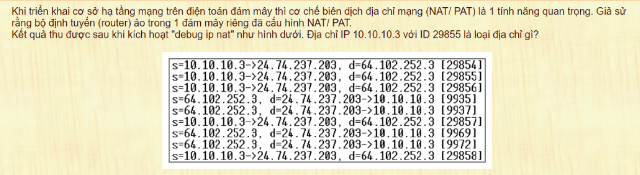 Khi triển khai cơ sở hạ tầng mạng trên điện toán đám mây thì cơ chế biên dịch địa chỉ mạng (NAT/ PAT) là 1 tính năng quan trọng. Giả sử
rằng bộ định tuyến (router) ảo trong 1 đám mây riêng đã cấu hình NAT/ PAT.
Kết quả thu được sau khi kích hoạt "debug ip nat" như hình dưới. Địa chỉ IP 10.10.10.3 với ID 29855 là loại địa chỉ gì?
s=10.10.10.3->24.74.237.203, d=64.102.252.3 [29854]
s=10.10.10.3->24.74.237.203, d=64.102.252.3 [29855]
s=10.10.10.3->24.74.237.203, d=64.102.252.3 [29856]
s=64.102.252.3, d=24.74.237.203->10.10.10.3 [9935]
s=64.102.252.3, d=24.74.237.203->10.10.10.3 [9937]
s=10.10.10.3->24.74.237.203, d=64.102.252.3 [29857]
s=64.102.252.3, d=24.74.237.203->10.10.10.3 [9969]
s=64.102.252.3, d=24.74.237.203->10.10.10.3 [9972]
s=10.10.10.3->24.74.237.203, d=64.102.252.3 [29858]